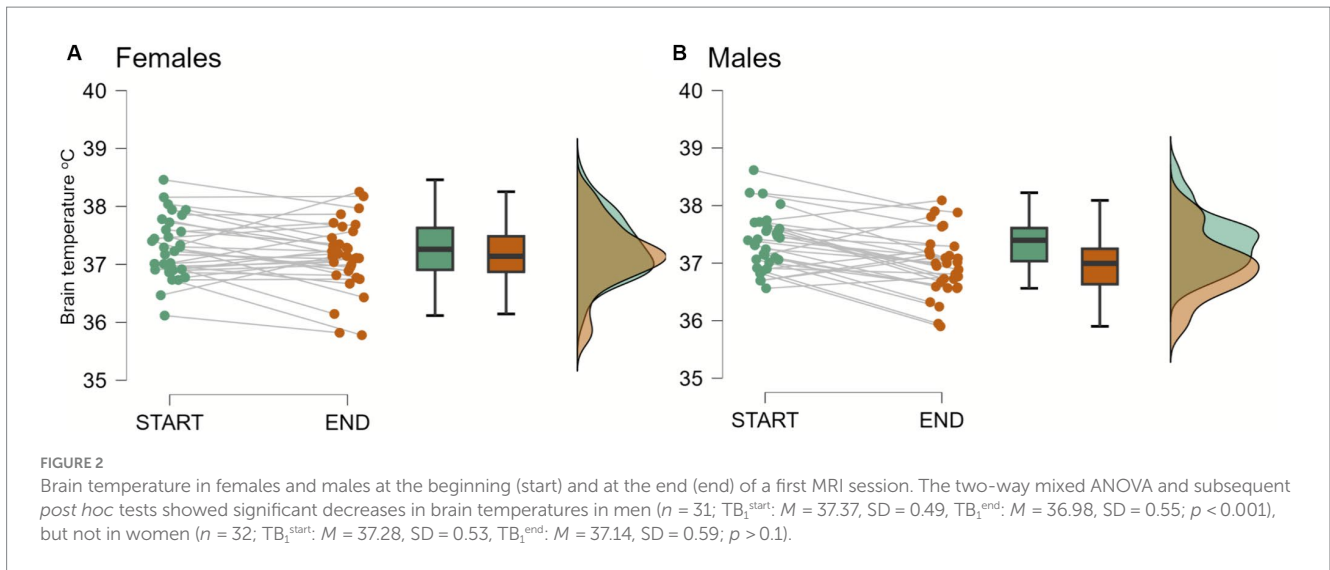 A Females
B Males
Brain temperature ºC
40
39
38
37
36
35
START END
40
39
38
37
36
35
START END
FIGURE 2
Brain temperature in females and males at the beginning (start) and at the end (end) of a first MRI session. The two-way mixed ANOVA and subsequent
post hoc tests showed significant decreases in brain temperatures in men (n = 31; TB₁ˢᵗᵃʳᵗ: M = 37.37, SD = 0.49, TB₁ᵉⁿᵈ: M = 36.98, SD = 0.55; p < 0.001),
but not in women (n = 32; TB₁ˢᵗᵃʳᵗ: M = 37.28, SD = 0.53, TB₁ᵉⁿᵈ: M = 37.14, SD = 0.59; p > 0.1).